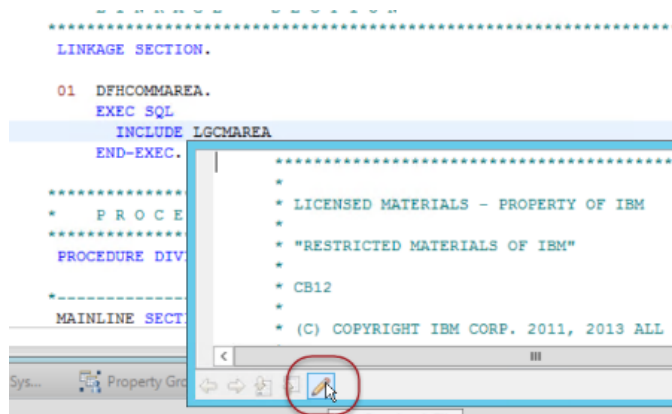 LINKAGE SECTION.
01 DFHCOMMAREA.
EXEC SQL
INCLUDE LGCMAREA
END-EXEC.
****************************************
*
* LICENSED MATERIALS - PROPERTY OF IBM
*
* "RESTRICTED MATERIALS OF IBM"
*
* CB12
*
* (C) COPYRIGHT IBM CORP. 2011, 2013 ALL
* P R O C E
PROCEDURE DIV
*---------------
MAINLINE SECT
Sys...
Property Gro